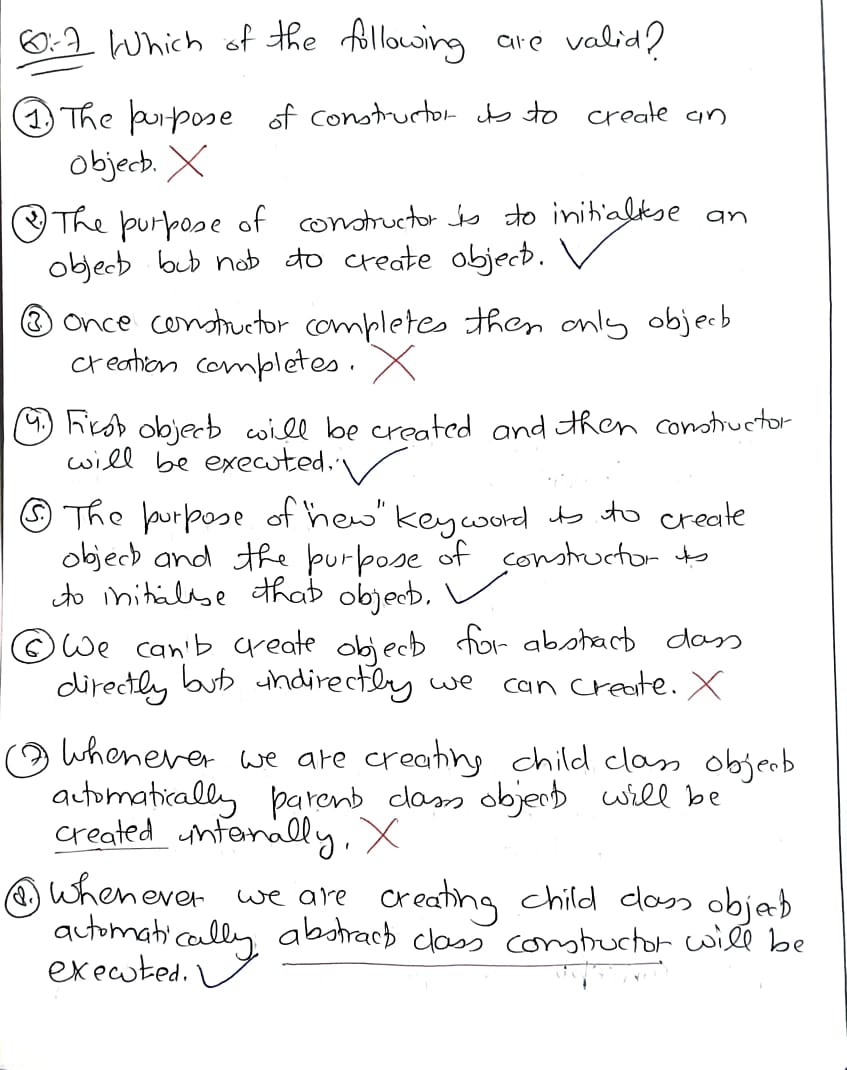 Q:-7 Which of the following are valid?
1. The purpose of constructor is to create an
object. X
2. The purpose of constructor is to initialise an
object but not to create object. ✓
3. Once constructor completes then only object
creation completes. X
4. First object will be created and then constructor
will be executed. ✓
5. The purpose of "new" keyword is to create
object and the purpose of constructor is
to initialise that object. ✓
6 We can't create object for abstract class
directly but indirectly we can create. X
7 Whenever we are creating child class object
automatically parent class object will be
created internally. X
8. Whenever we are creating child class object
automatically abstract class constructor will be
executed. ✓